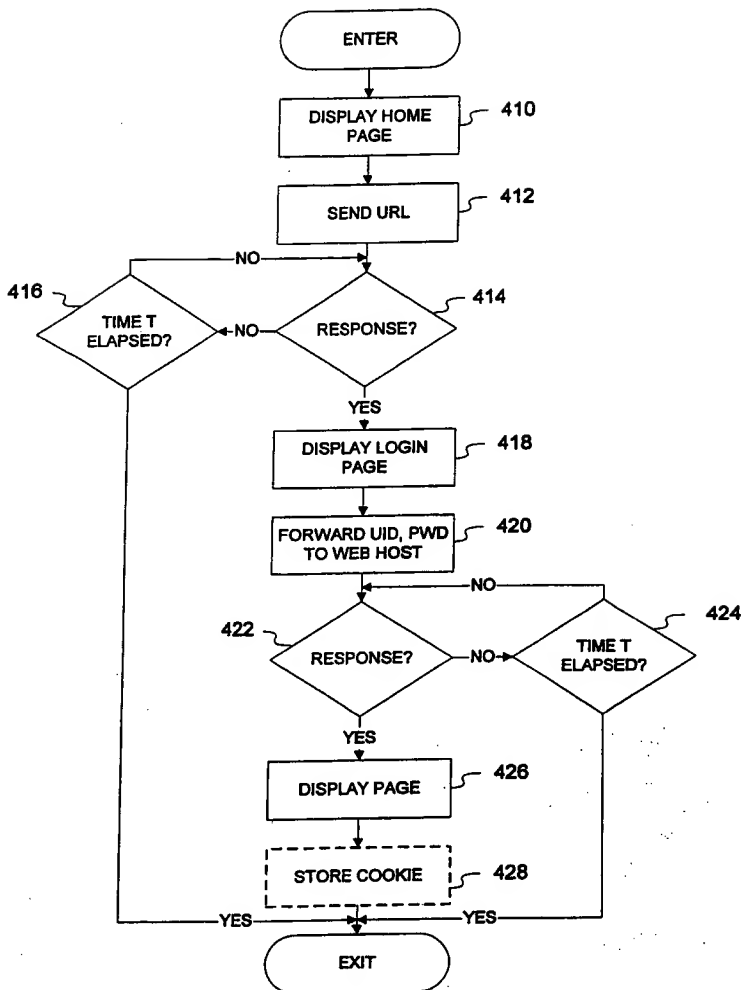 ENTER
DISPLAY HOME
PAGE
410
SEND URL
412
NO
416
TIME T
ELAPSED?
NO
RESPONSE?
414
YES
DISPLAY LOGIN
PAGE
418
FORWARD UID, PWD
TO WEB HOST
420
NO
422
RESPONSE?
NO
TIME T
ELAPSED?
424
YES
DISPLAY PAGE
426
STORE COOKIE
428
YES
YES
EXIT